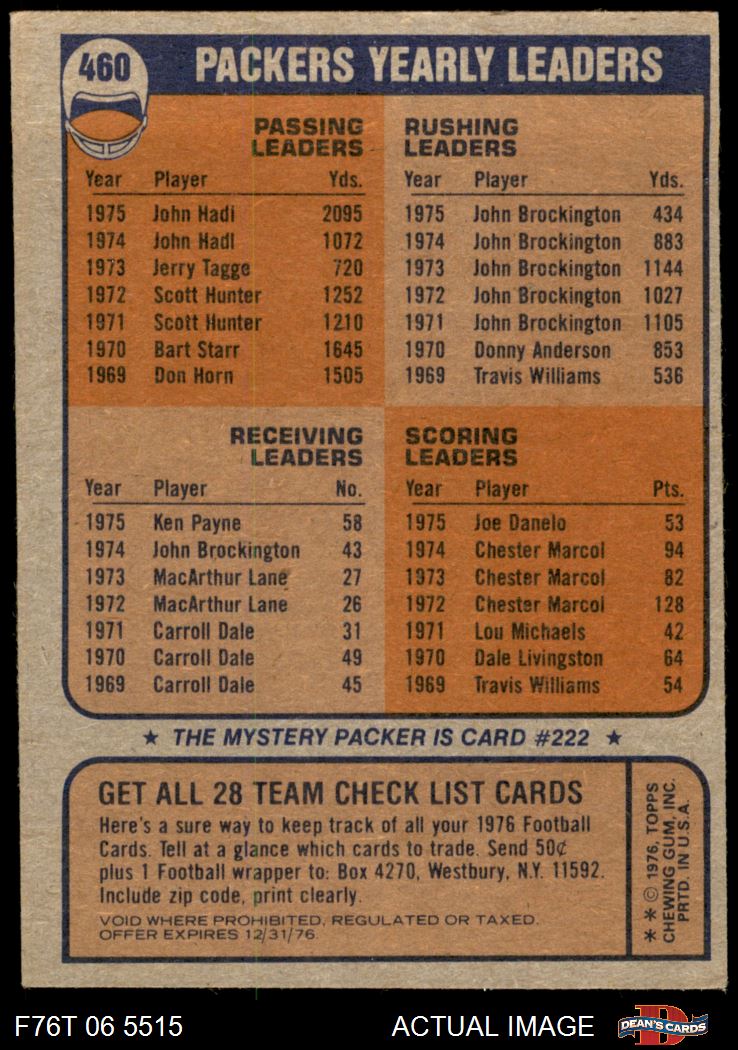 460
PACKERS YEARLY LEADERS
PASSING
LEADERS
Year Player Yds.
1975 John Hadl 2095
1974 John Hadl 1072
1973 Jerry Tagge 720
1972 Scott Hunter 1252
1971 Scott Hunter 1210
1970 Bart Starr 1645
1969 Don Horn 1505
RUSHING
LEADERS
Year Player Yds.
1975 John Brockington 434
1974 John Brockington 883
1973 John Brockington 1144
1972 John Brockington 1027
1971 John Brockington 1105
1970 Donny Anderson 853
1969 Travis Williams 536
RECEIVING
LEADERS
Year Player No.
1975 Ken Payne 58
1974 John Brockington 43
1973 MacArthur Lane 27
1972 MacArthur Lane 26
1971 Carroll Dale 31
1970 Carroll Dale 49
1969 Carroll Dale 45
SCORING
LEADERS
Year Player Pts.
1975 Joe Danelo 53
1974 Chester Marcol 94
1973 Chester Marcol 82
1972 Chester Marcol 128
1971 Lou Michaels 42
1970 Dale Livingston 64
1969 Travis Williams 54
★ THE MYSTERY PACKER IS CARD #222 ★
GET ALL 28 TEAM CHECK LIST CARDS
Here's a sure way to keep track of all your 1976 Football
Cards. Tell at a glance which cards to trade. Send 50¢
plus 1 Football wrapper to: Box 4270, Westbury, N.Y. 11592.
Include zip code, print clearly.
VOID WHERE PROHIBITED, REGULATED OR TAXED.
OFFER EXPIRES 12/31/76.
* * © 1976, TOPPS
CHEWING GUM, INC.
PRTD. IN U.S.A.
F76T 06 5515
ACTUAL IMAGE
D
DEAN'S CARDS